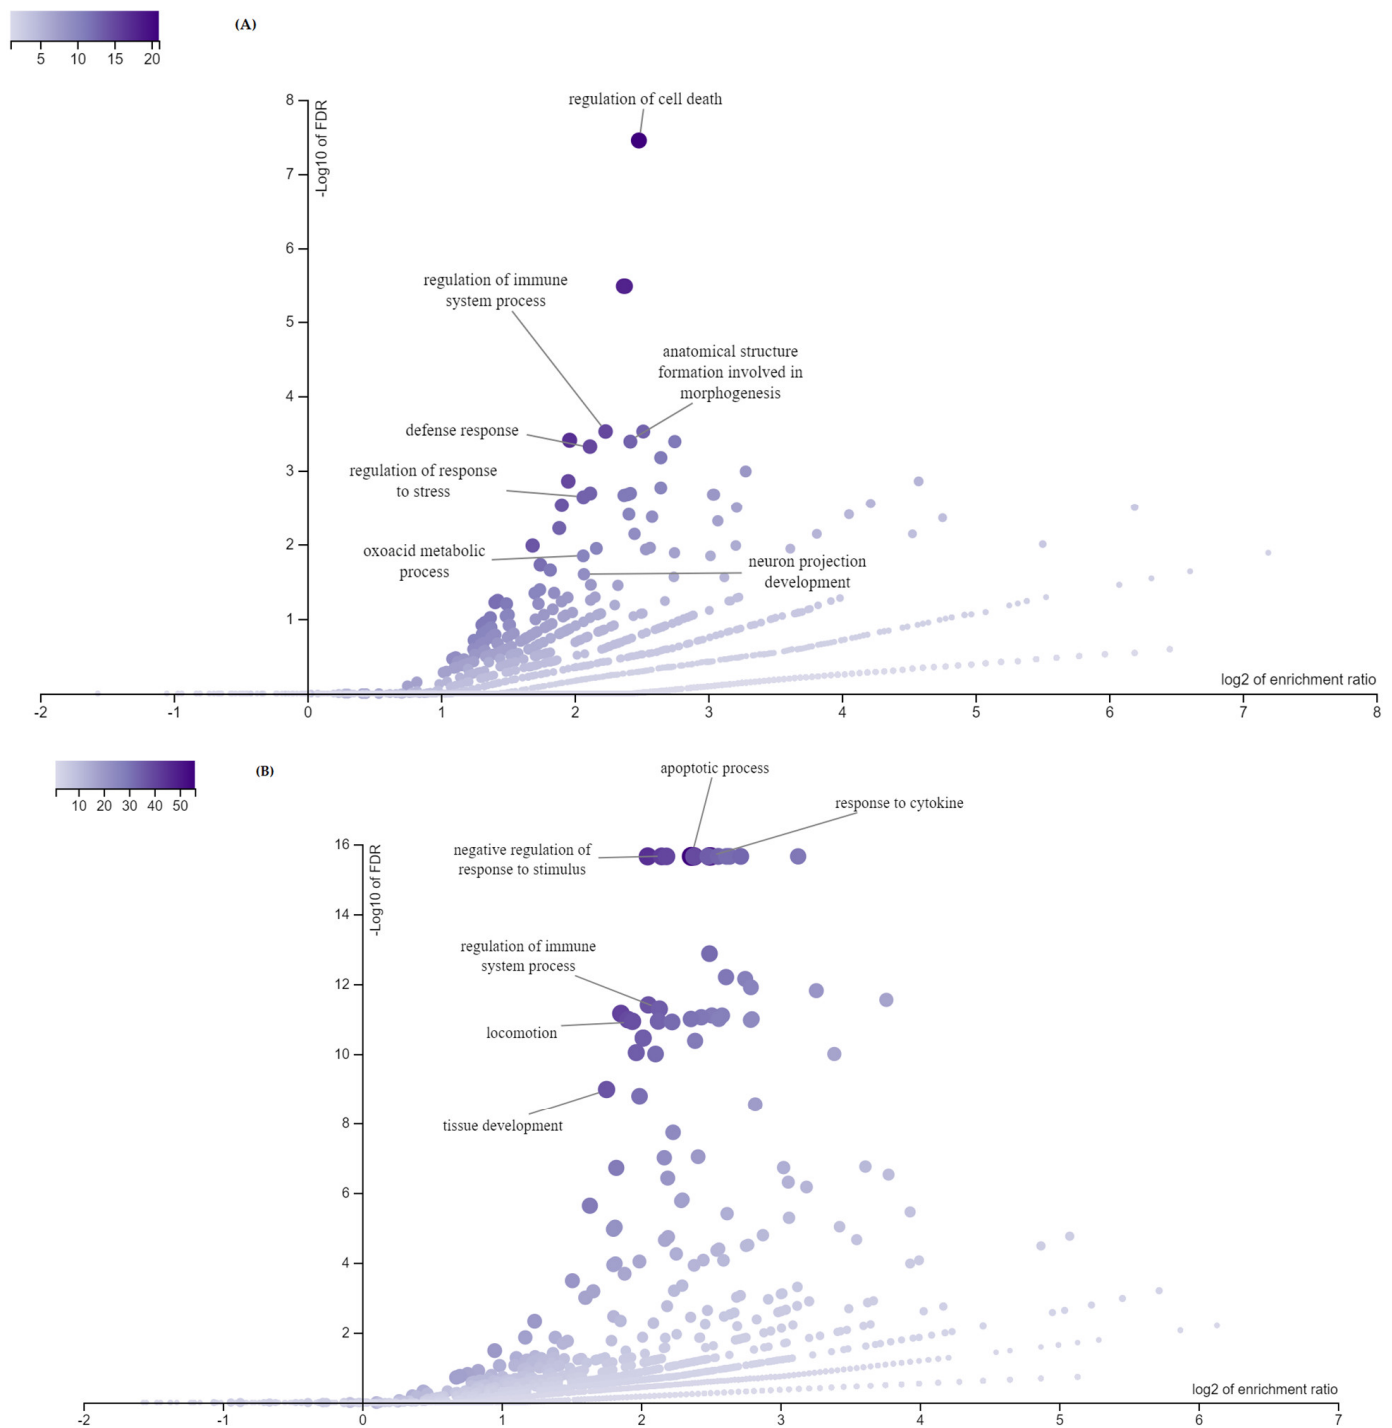 (A)
5 10 15 20
regulation of cell death
-Log10 of FDR
8
7
6
5
4
3
2
1
regulation of immune
system process
anatomical structure
formation involved in
morphogenesis
defense response
regulation of response
to stress
oxoacid metabolic
process
neuron projection
development
log2 of enrichment ratio
-2 -1 0 1 2 3 4 5 6 7 8
(B)
10 20 30 40 50
apoptotic process
response to cytokine
negative regulation of
response to stimulus
-Log10 of FDR
16
14
12
10
8
6
4
2
regulation of immune
system process
locomotion
tissue development
log2 of enrichment ratio
-2 -1 0 1 2 3 4 5 6 7